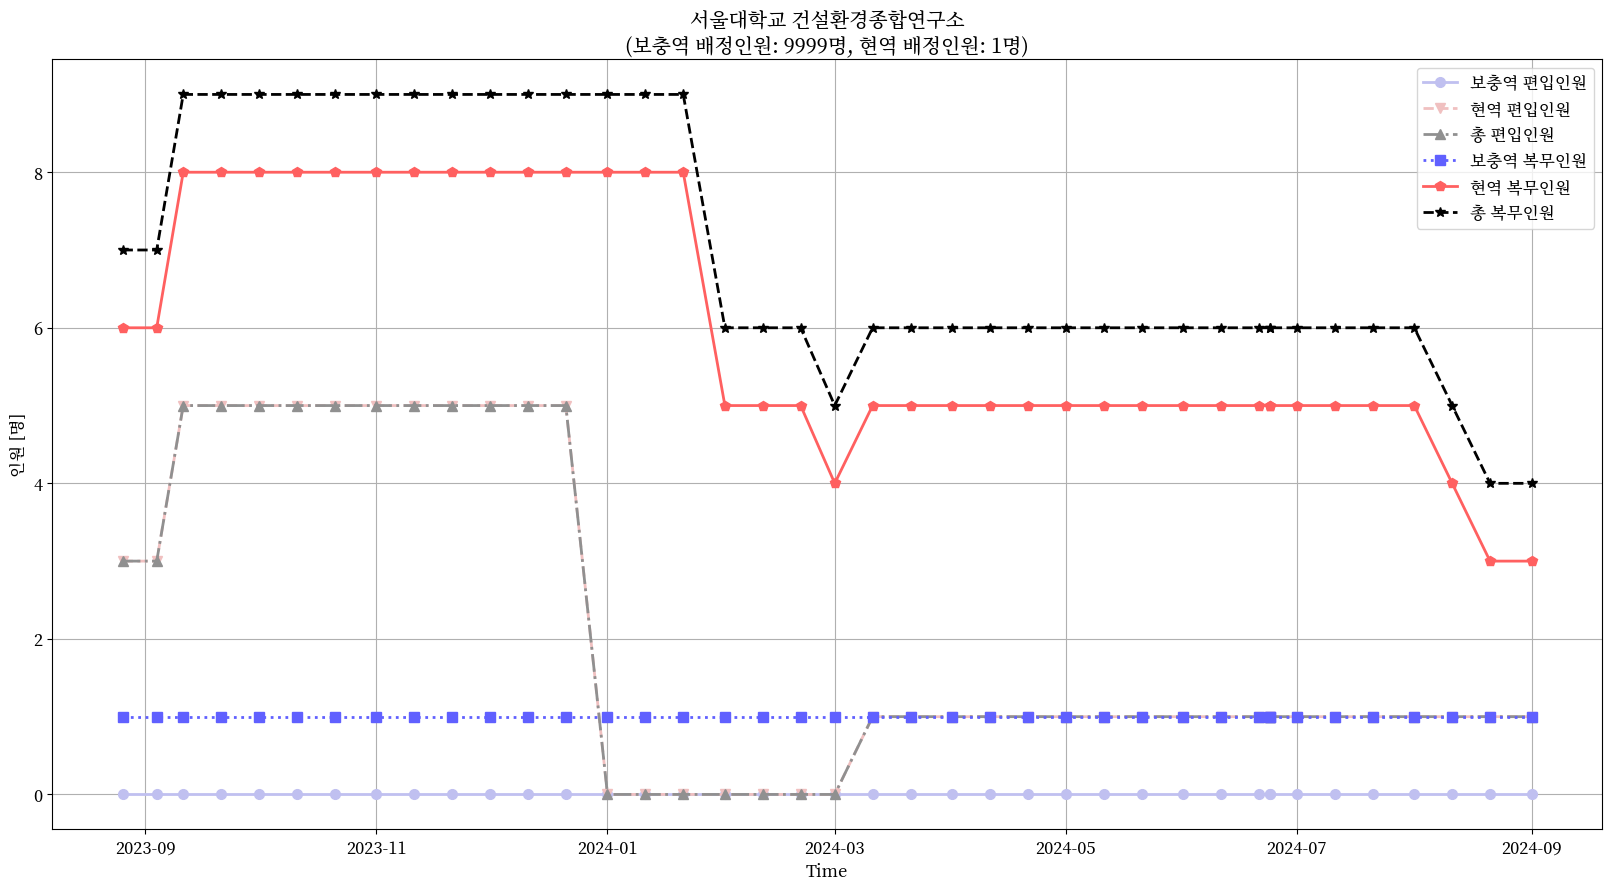 서울대학교 건설환경종합연구소
(보충역 배정인원: 9999명, 현역 배정인원: 1명)
보충역 편입인원
현역 편입인원
총 편입인원
보충역 복무인원
현역 복무인원
총 복무인원
인원 [명]
8
6
4
2
0
2023-09
2023-11
2024-01
2024-03
2024-05
2024-07
2024-09
Time